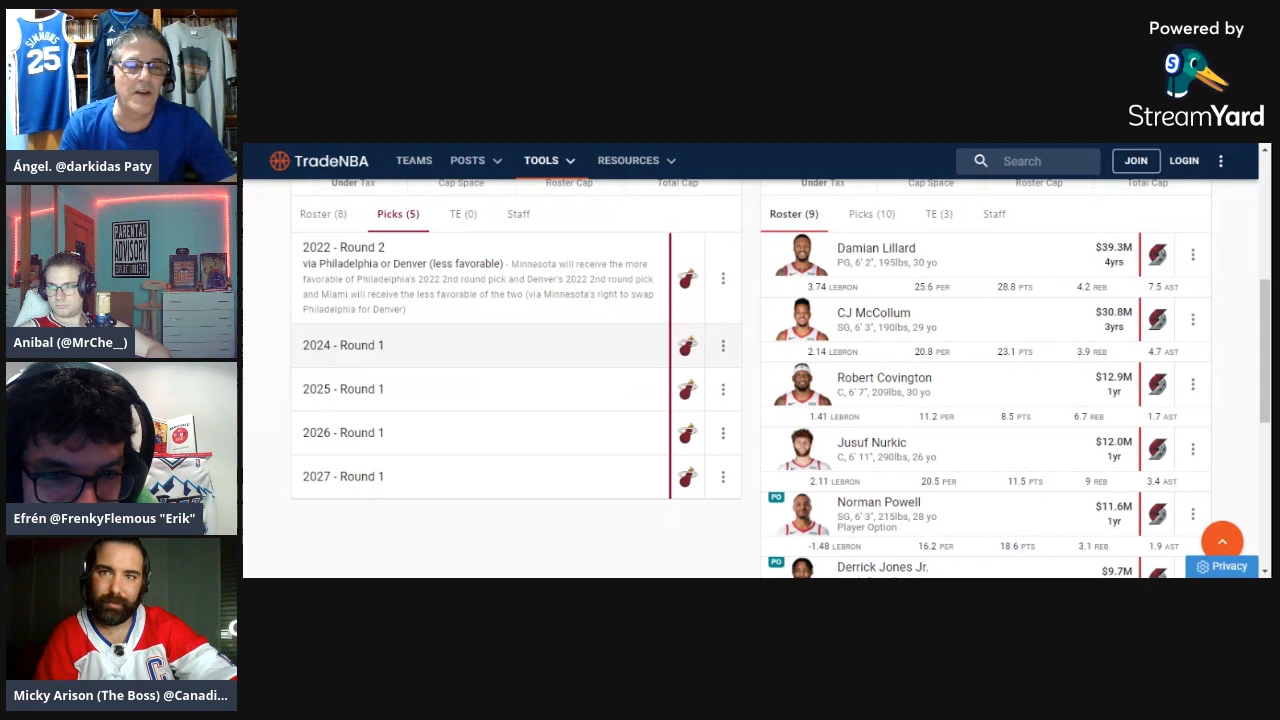 SIMMONS
25
Ángel. @darkidas Paty
PARENTAL
ADVISORY
EXPLICIT LYRICS
Anibal (@MrChe__)
Efrén @FrenkyFlemous "Erik"
Micky Arison (The Boss) @Canadi...
Powered by
S
StreamYard
TradeNBA
TEAMS
POSTS
TOOLS
RESOURCES
Search
JOIN
LOGIN
Under Tax
Cap Space
Roster Cap
Total Cap
Roster (8)
Picks (5)
TE (0)
Staff
2022 - Round 2
via Philadelphia or Denver (less favorable) - Minnesota will receive the more
favorable of Philadelphia's 2022 2nd round pick and Denver's 2022 2nd round pick
and Miami will receive the less favorable of the two (via Minnesota's right to swap
Philadelphia for Denver)
2024 - Round 1
2025 - Round 1
2026 - Round 1
2027 - Round 1
Under Tax
Cap Space
Roster Cap
Total Cap
Roster (9)
Picks (10)
TE (3)
Staff
Damian Lillard
PG, 6' 2", 195lbs, 30 yo
$39.3M
4yrs
3.74 LEBRON
25.6 PER
28.8 PTS
4.2 REB
7.5 AST
CJ McCollum
SG, 6' 3", 190lbs, 29 yo
$30.8M
3yrs
2.14 LEBRON
20.8 PER
23.1 PTS
3.9 REB
4.7 AST
Robert Covington
C, 6' 7", 209lbs, 30 yo
$12.9M
1yr
1.41 LEBRON
11.2 PER
8.5 PTS
6.7 REB
1.7 AST
Jusuf Nurkic
C, 6' 11", 290lbs, 26 yo
$12.0M
1yr
2.11 LEBRON
20.5 PER
11.5 PTS
9 REB
3.4 AST
PO
Norman Powell
SG, 6' 3", 215lbs, 28 yo
Player Option
$11.6M
1yr
-1.48 LEBRON
16.2 PER
18.6 PTS
3.1 REB
1.9 AST
PO
Derrick Jones Jr.
$9.7M
Privacy